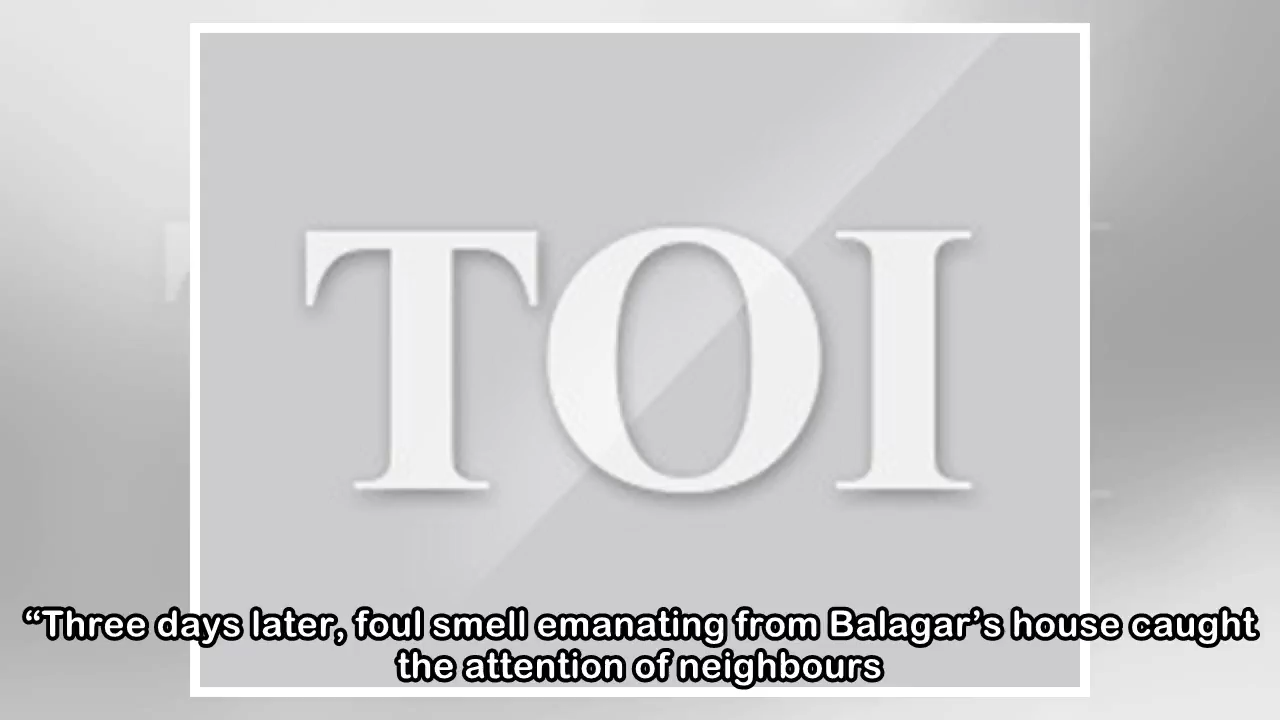 TOI
“Three days later, foul smell emanating from Balagar’s house caught
the attention of neighbours